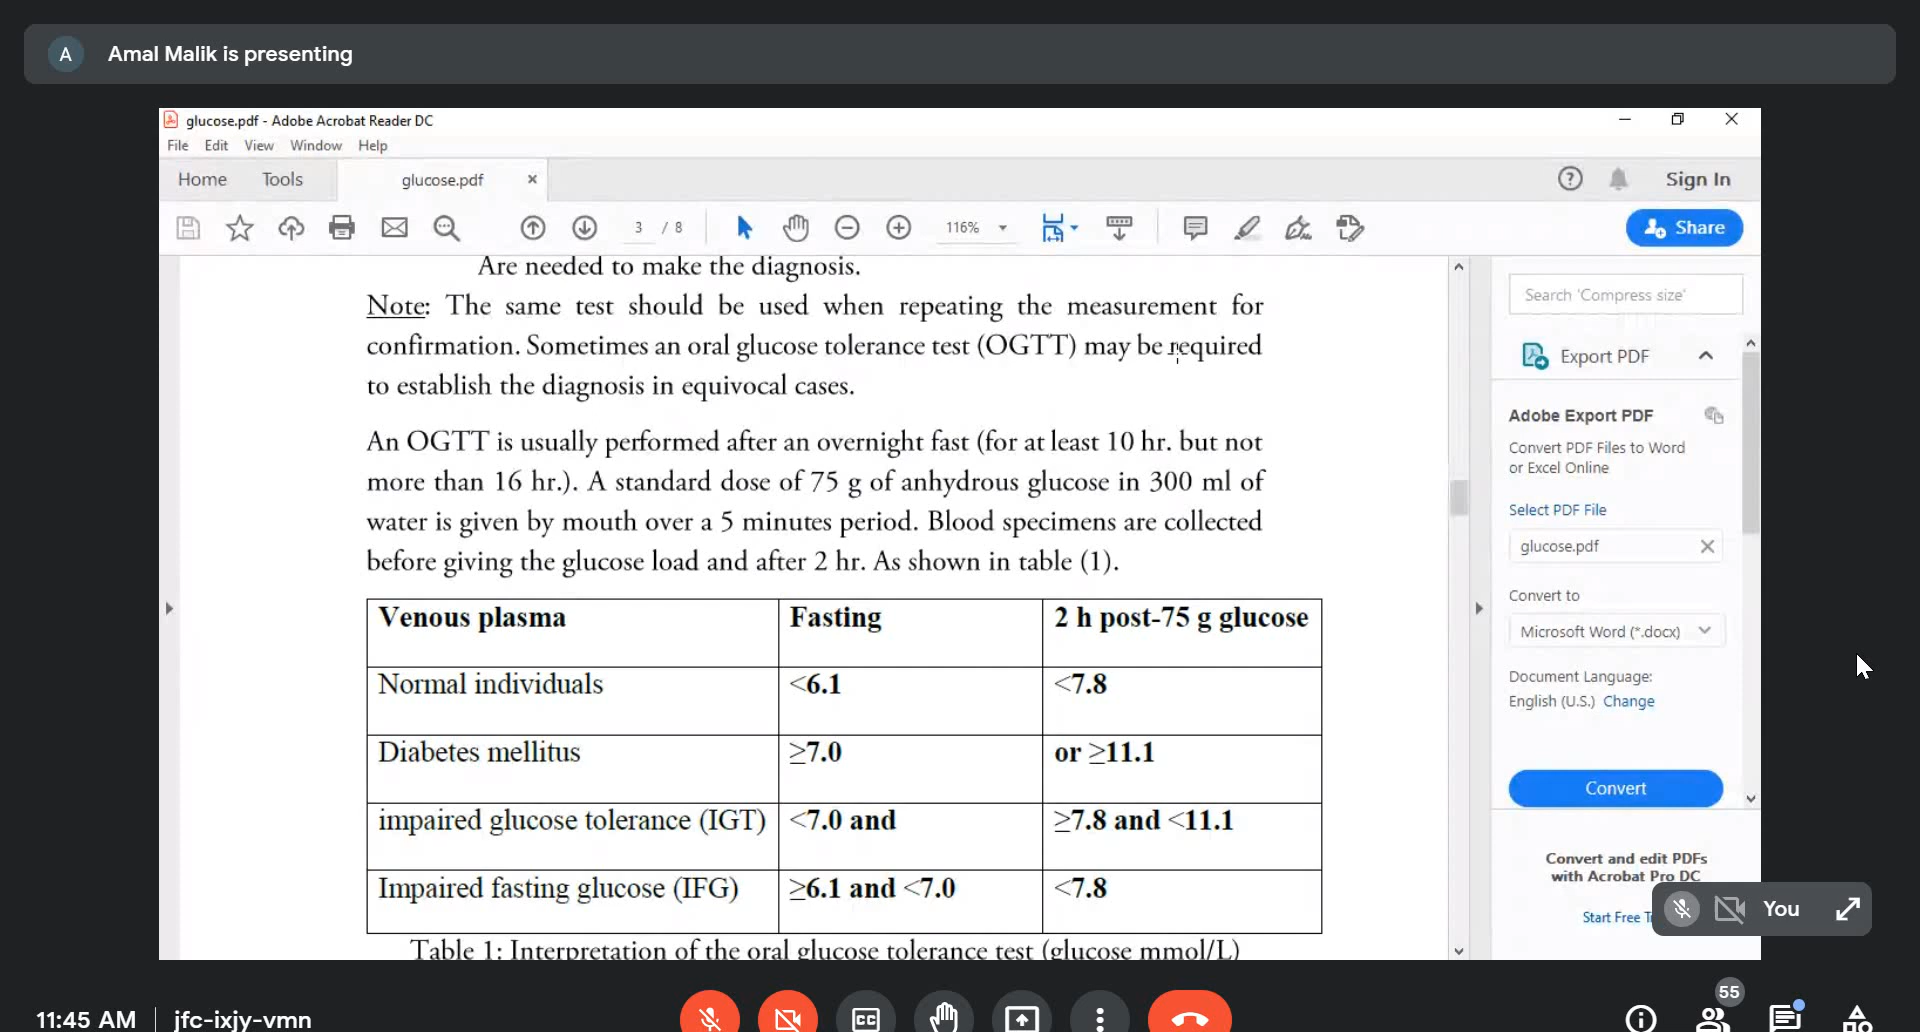 A Amal Malik is presenting
glucose.pdf - Adobe Acrobat Reader DC
File Edit View Window Help
Home Tools glucose.pdf × ? Sign In
3 / 8 116% Share
Are needed to make the diagnosis.
Note: The same test should be used when repeating the measurement for
confirmation. Sometimes an oral glucose tolerance test (OGTT) may be required
to establish the diagnosis in equivocal cases.
An OGTT is usually performed after an overnight fast (for at least 10 hr. but not
more than 16 hr.). A standard dose of 75 g of anhydrous glucose in 300 ml of
water is given by mouth over a 5 minutes period. Blood specimens are collected
before giving the glucose load and after 2 hr. As shown in table (1).
Venous plasma Fasting 2 h post-75 g glucose
Normal individuals <6.1 <7.8
Diabetes mellitus ≥7.0 or ≥11.1
impaired glucose tolerance (IGT) <7.0 and ≥7.8 and <11.1
Impaired fasting glucose (IFG) ≥6.1 and <7.0 <7.8
Table 1: Interpretation of the oral glucose tolerance test (glucose mmol/L)
Search 'Compress size'
Export PDF
Adobe Export PDF
Convert PDF Files to Word
or Excel Online
Select PDF File
glucose.pdf
Convert to
Microsoft Word (*.docx)
Document Language:
English (U.S.) Change
Convert
Convert and edit PDFs
with Acrobat Pro DC
Start Free
You
11:45 AM jfc-ixjy-vmn CC 55